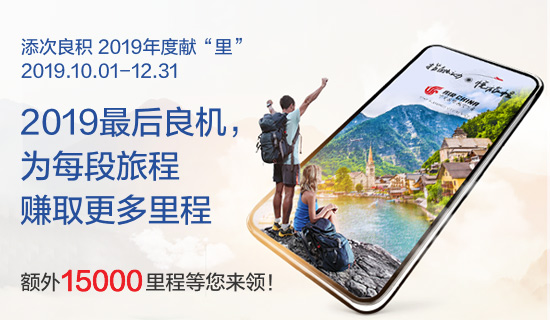 添次良积 2019年度献“里”
2019.10.01-12.31
2019最后良机，
为每段旅程
赚取更多里程
额外15000里程等您来领！
AIR CHINA